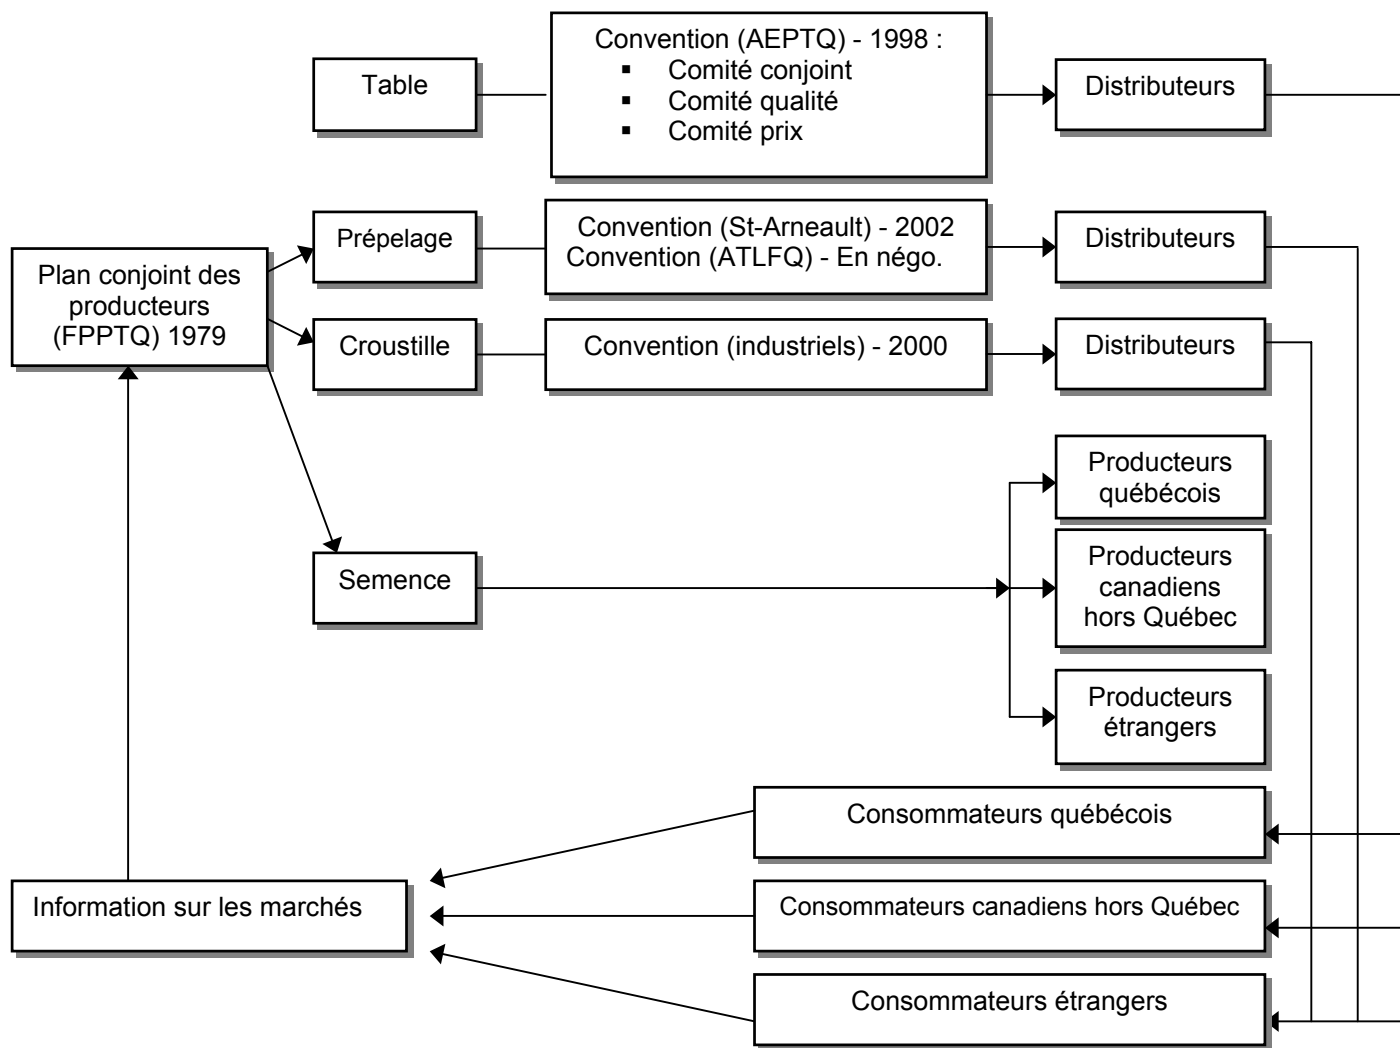 Table
Convention (AEPTQ) - 1998 :
▪ Comité conjoint
▪ Comité qualité
▪ Comité prix
Distributeurs
Prépelage
Convention (St-Arneault) - 2002
Convention (ATLFQ) - En négo.
Distributeurs
Plan conjoint des
producteurs
(FPPTQ) 1979
Croustille
Convention (industriels) - 2000
Distributeurs
Producteurs
québécois
Semence
Producteurs
canadiens
hors Québec
Producteurs
étrangers
Consommateurs québécois
Information sur les marchés
Consommateurs canadiens hors Québec
Consommateurs étrangers